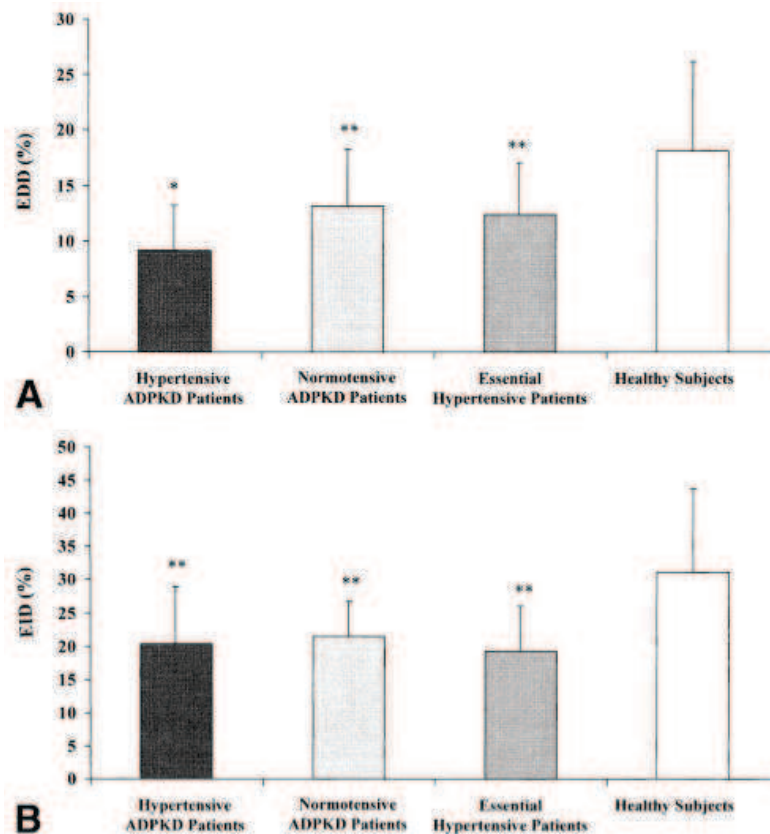 30
25
20
15
10
5
0
EDD (%)
*
**
**
Hypertensive
ADPKD Patients
Normotensive
ADPKD Patients
Essential
Hypertensive Patients
Healthy Subjects
A
50
45
40
35
30
25
20
15
10
5
0
EID (%)
**
**
**
Hypertensive
ADPKD Patients
Normotensive
ADPKD Patients
Essential
Hypertensive Patients
Healthy Subjects
B